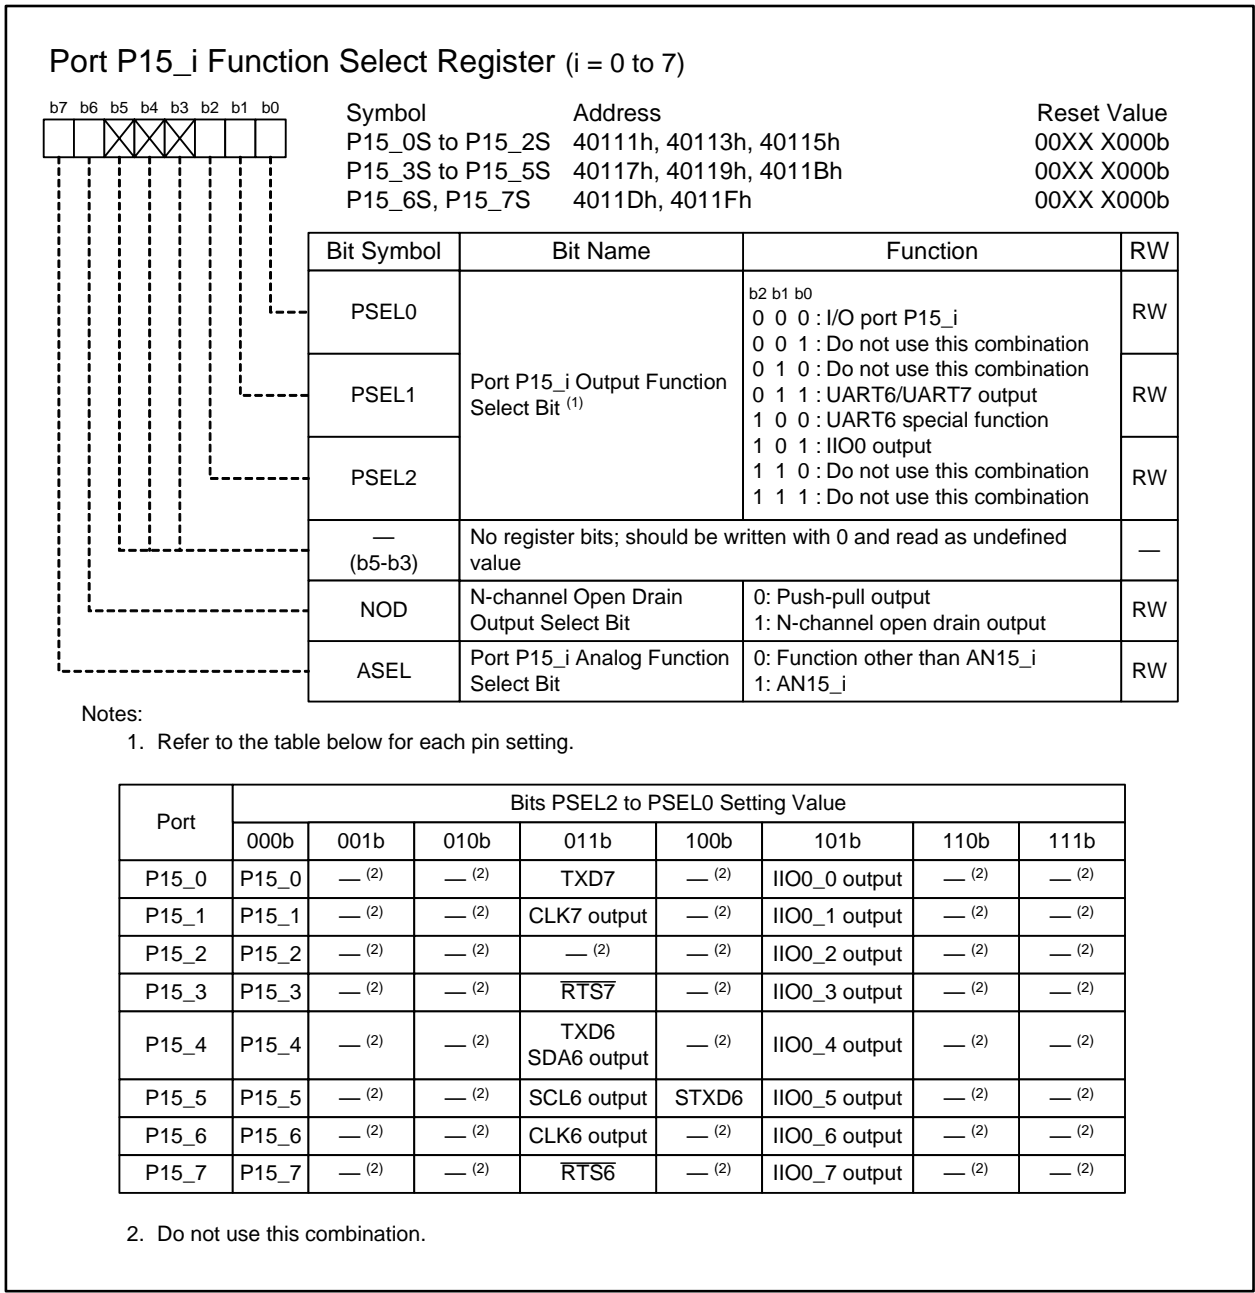 Port P15_i Function Select Register (i = 0 to 7)
b7 b6 b5 b4 b3 b2 b1 b0
Symbol Address Reset Value
P15_0S to P15_2S 40111h, 40113h, 40115h 00XX X000b
P15_3S to P15_5S 40117h, 40119h, 4011Bh 00XX X000b
P15_6S, P15_7S 4011Dh, 4011Fh 00XX X000b
Bit Symbol Bit Name Function RW
PSEL0 RW
PSEL1 RW
PSEL2 RW
Port P15_i Output Function
Select Bit (1)
b2 b1 b0
0 0 0 : I/O port P15_i
0 0 1 : Do not use this combination
0 1 0 : Do not use this combination
0 1 1 : UART6/UART7 output
1 0 0 : UART6 special function
1 0 1 : IIO0 output
1 1 0 : Do not use this combination
1 1 1 : Do not use this combination
— (b5-b3)
No register bits; should be written with 0 and read as undefined
value
—
NOD
N-channel Open Drain
Output Select Bit
0: Push-pull output
1: N-channel open drain output
RW
ASEL
Port P15_i Analog Function
Select Bit
0: Function other than AN15_i
1: AN15_i
RW
Notes:
1. Refer to the table below for each pin setting.
Port Bits PSEL2 to PSEL0 Setting Value
000b 001b 010b 011b 100b 101b 110b 111b
P15_0 P15_0 — (2) — (2) TXD7 — (2) IIO0_0 output — (2) — (2)
P15_1 P15_1 — (2) — (2) CLK7 output — (2) IIO0_1 output — (2) — (2)
P15_2 P15_2 — (2) — (2) — (2) — (2) IIO0_2 output — (2) — (2)
P15_3 P15_3 — (2) — (2) RTS7 — (2) IIO0_3 output — (2) — (2)
P15_4 P15_4 — (2) — (2) TXD6 SDA6 output — (2) IIO0_4 output — (2) — (2)
P15_5 P15_5 — (2) — (2) SCL6 output STXD6 IIO0_5 output — (2) — (2)
P15_6 P15_6 — (2) — (2) CLK6 output — (2) IIO0_6 output — (2) — (2)
P15_7 P15_7 — (2) — (2) RTS6 — (2) IIO0_7 output — (2) — (2)
2. Do not use this combination.